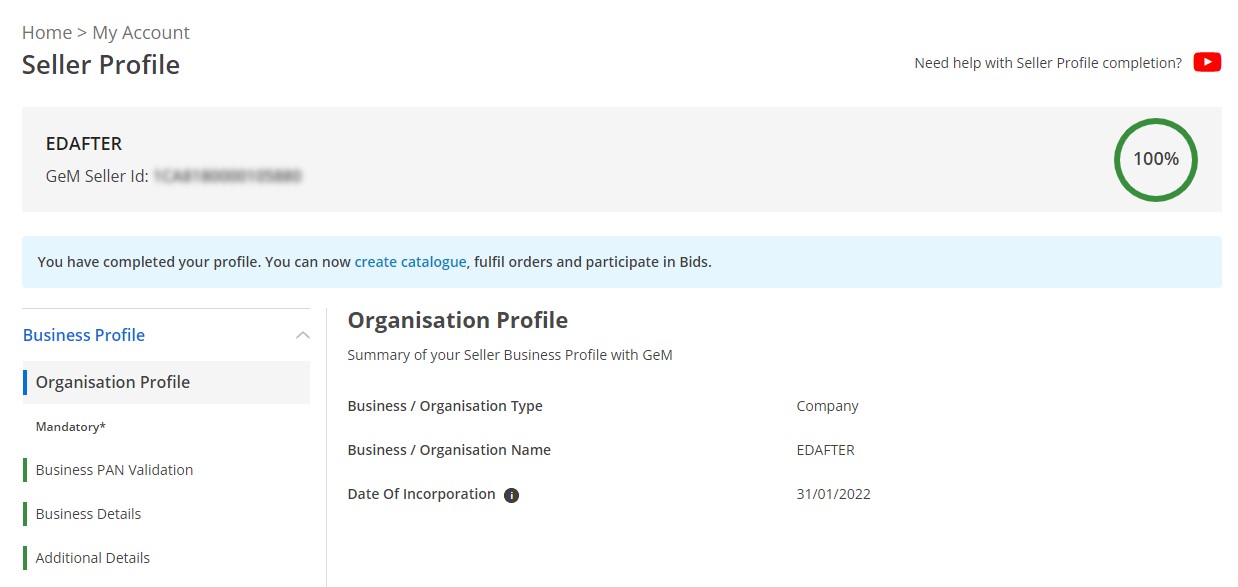 Home > My Account
Seller Profile
Need help with Seller Profile completion?
EDAFTER
GeM Seller Id:
100%
You have completed your profile. You can now create catalogue, fulfil orders and participate in Bids.
Business Profile
Organisation Profile
Mandatory*
Business PAN Validation
Business Details
Additional Details
Organisation Profile
Summary of your Seller Business Profile with GeM
Business / Organisation Type Company
Business / Organisation Name EDAFTER
Date Of Incorporation i 31/01/2022